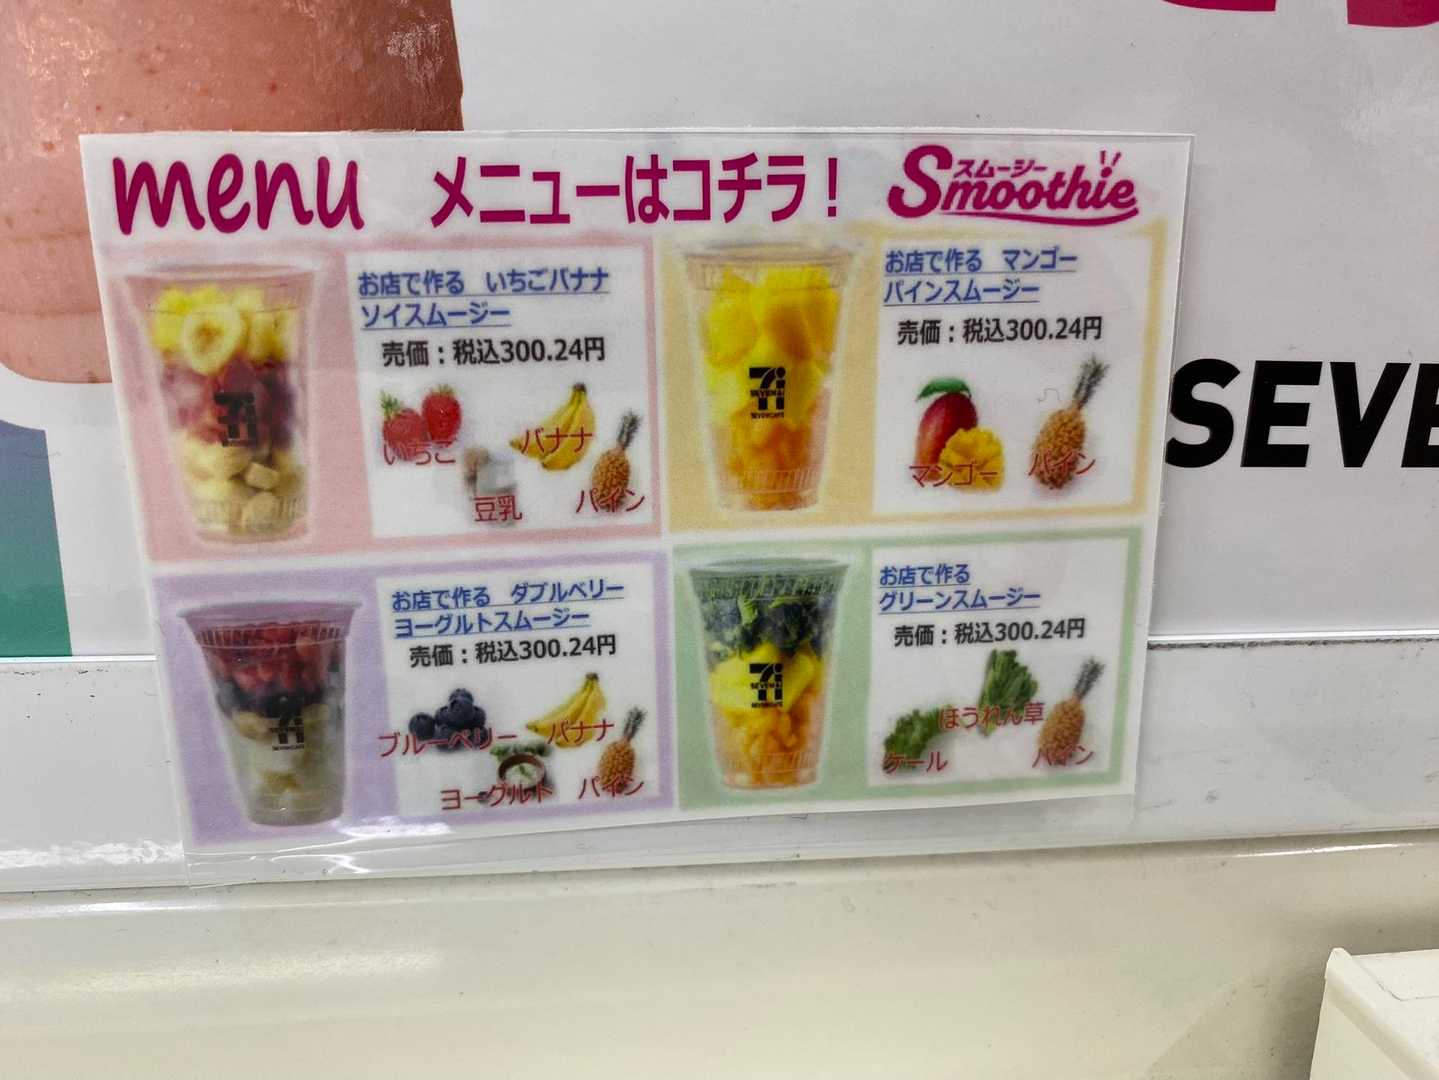 menu メニューはコチラ! スムージー Smoothie
お店で作る いちごバナナ
ソイスムージー
売価：税込300.24円
いちご
バナナ
豆乳
パイン
お店で作る マンゴー
パインスムージー
売価：税込300.24円
マンゴー
パイン
お店で作る ダブルベリー
ヨーグルトスムージー
売価：税込300.24円
ブルーベリー
バナナ
ヨーグルト
パイン
お店で作る
グリーンスムージー
売価：税込300.24円
ほうれん草
ケール
パイン
SEVE